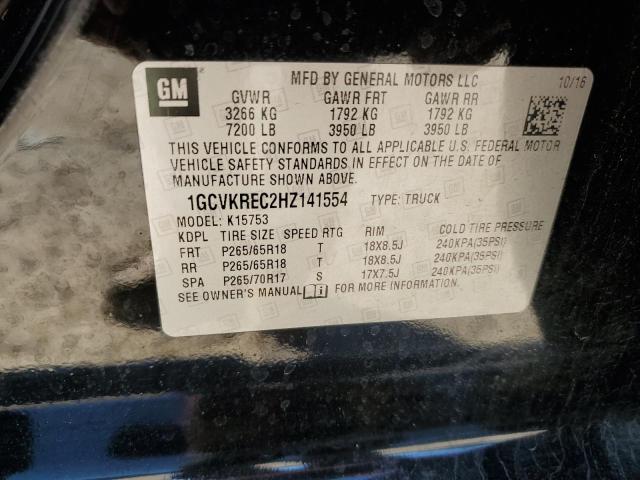 GM
MFD BY GENERAL MOTORS LLC 10/16
GVWR GAWR FRT GAWR RR
3266 KG 1792 KG 1792 KG
7200 LB 3950 LB 3950 LB
THIS VEHICLE CONFORMS TO ALL APPLICABLE U.S. FEDERAL MOTOR
VEHICLE SAFETY STANDARDS IN EFFECT ON THE DATE OF
MANUFACTURE SHOWN ABOVE.
1GCVKREC2HZ141554 TYPE: TRUCK
MODEL: K15753
KDPL TIRE SIZE SPEED RTG RIM COLD TIRE PRESSURE
FRT P265/65R18 T 18X8.5J 240KPA(35PSI)
RR P265/65R18 T 18X8.5J 240KPA(35PSI)
SPA P265/70R17 S 17X7.5J 240KPA(35PSI)
SEE OWNER'S MANUAL FOR MORE INFORMATION.